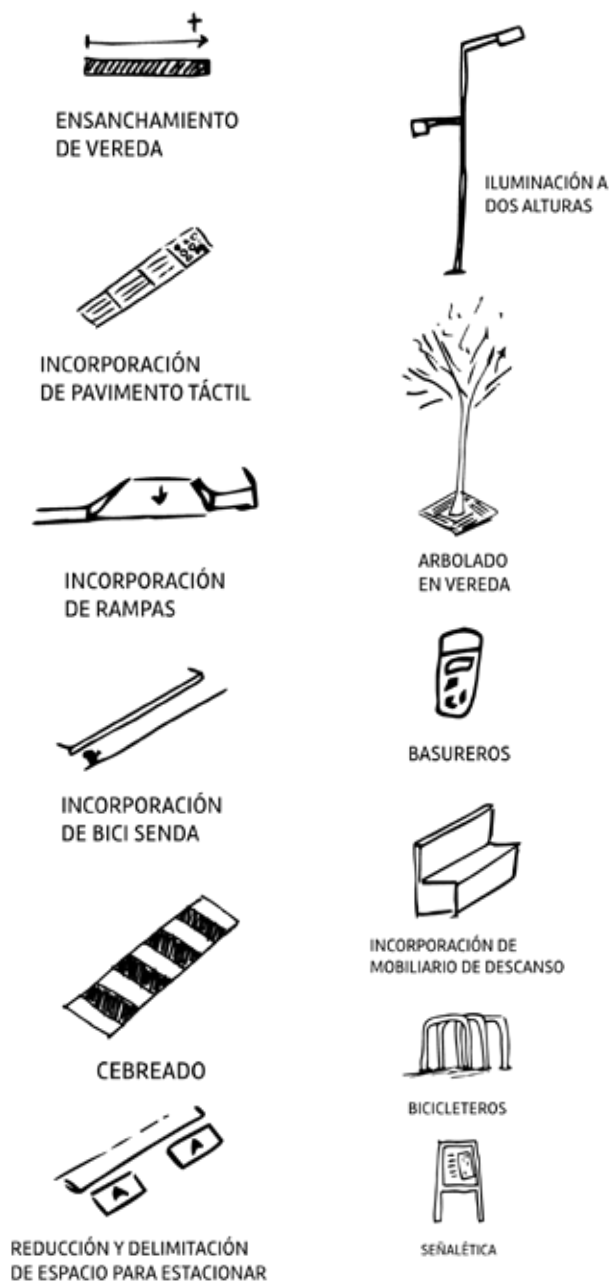 ENSANCHAMIENTO
DE VEREDA
INCORPORACIÓN
DE PAVIMENTO TÁCTIL
INCORPORACIÓN
DE RAMPAS
INCORPORACIÓN
DE BICI SENDA
CEBREADO
REDUCCIÓN Y DELIMITACIÓN
DE ESPACIO PARA ESTACIONAR
ILUMINACIÓN A
DOS ALTURAS
ARBOLADO
EN VEREDA
BASUREROS
INCORPORACIÓN DE
MOBILIARIO DE DESCANSO
BICICLETEROS
SEÑALÉTICA